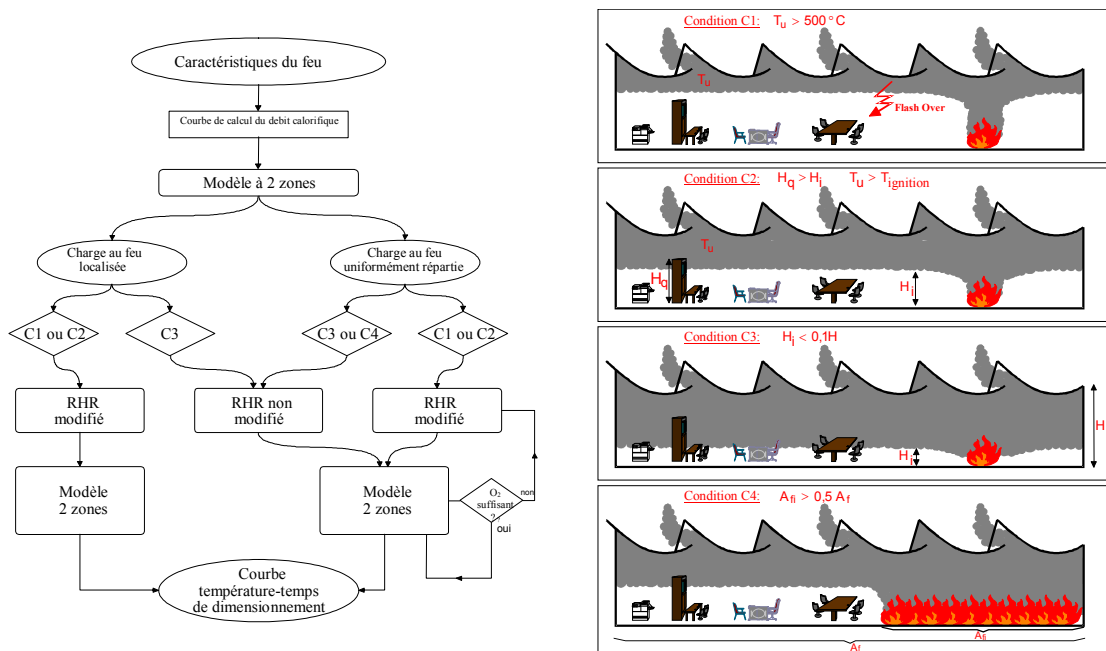 Caractéristiques du feu
Courbe de calcul du debit calorifique
Modèle à 2 zones
Charge au feu
localisée
Charge au feu
uniformément répartie
C1 ou C2
C3
C3 ou C4
C1 ou C2
RHR
modifié
RHR non
modifié
RHR
modifié
Modèle
2 zones
Modèle
2 zones
O2
suffisant
non
oui
Courbe
température-temps
de dimensionnement
Condition C1: Tu > 500°C
Tu
Flash Over
Condition C2: Hq > Hi Tu > Tignition
Tu
Hq
Hi
Condition C3: Hi < 0,1H
H
Hi
Condition C4: Afi > 0,5 Af
Afi
Af